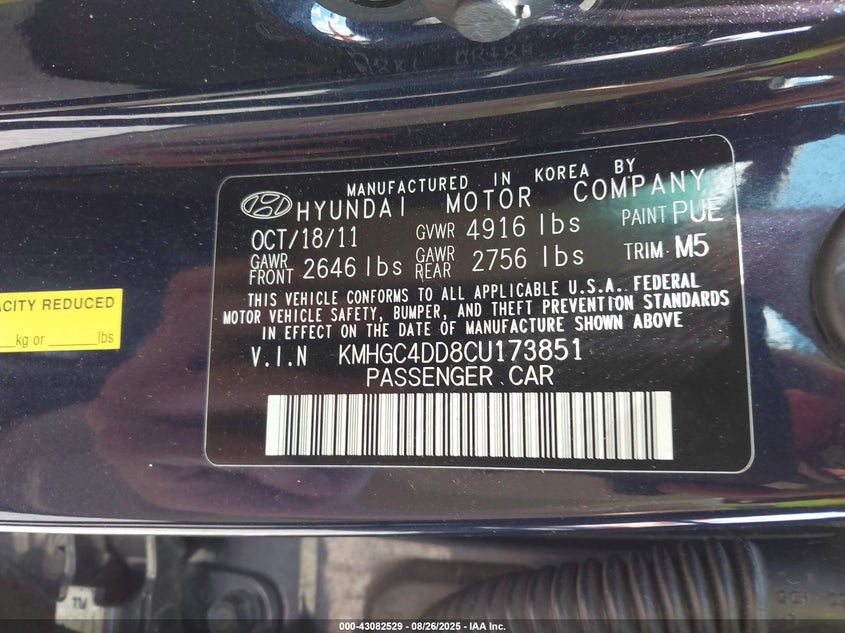 MANUFACTURED IN KOREA BY
HYUNDAI MOTOR COMPANY
OCT/18/11 GVWR 4916 lbs PAINT PUE
GAWR FRONT 2646 lbs GAWR REAR 2756 lbs TRIM M5
THIS VEHICLE CONFORMS TO ALL APPLICABLE U.S.A. FEDERAL
MOTOR VEHICLE SAFETY, BUMPER, AND THEFT PREVENTION STANDARDS
IN EFFECT ON THE DATE OF MANUFACTURE SHOWN ABOVE
V.I.N KMHGC4DD8CU173851
PASSENGER CAR
ACITY REDUCED
kg or lbs
000-43082529 - 08/26/2025 - IAA Inc.